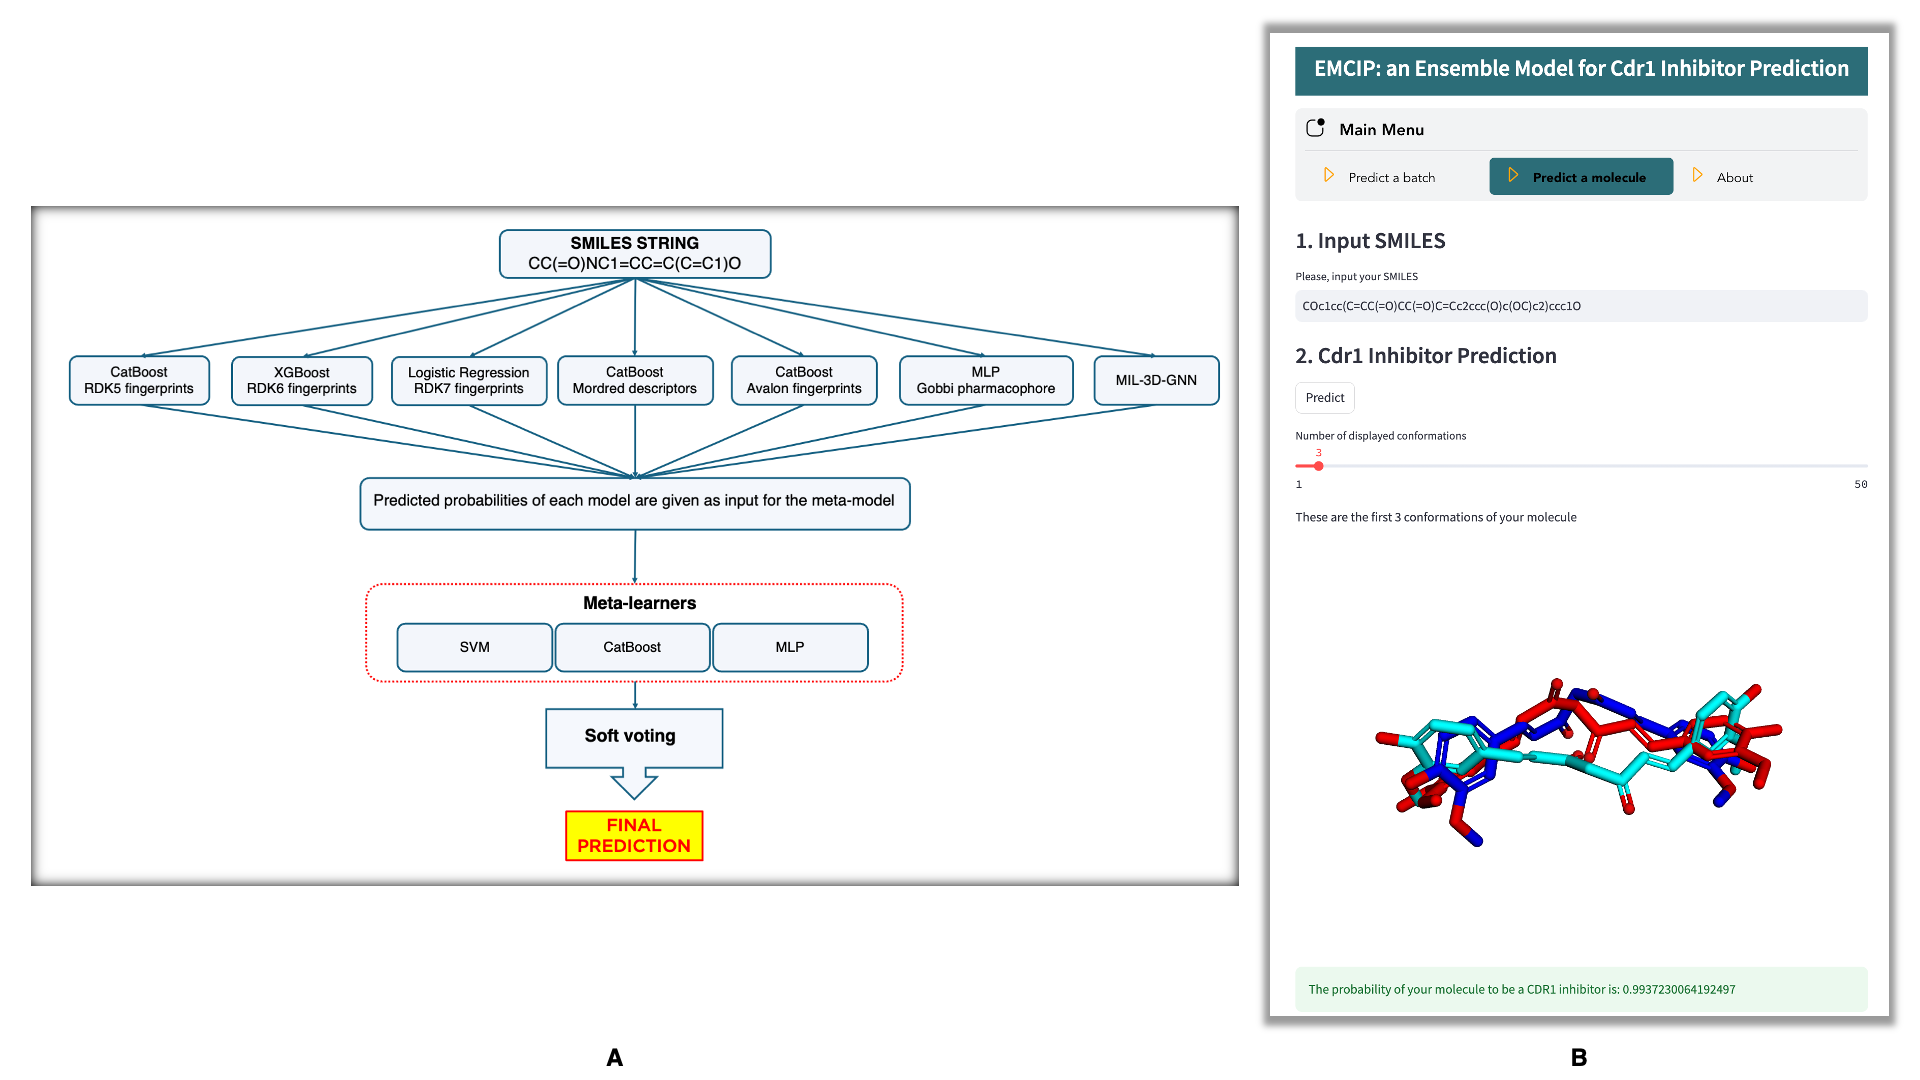 SMILES STRING
CC(=O)NC1=CC=C(C=C1)O
CatBoost
RDK5 fingerprints
XGBoost
RDK6 fingerprints
Logistic Regression
RDK7 fingerprints
CatBoost
Mordred descriptors
CatBoost
Avalon fingerprints
MLP
Gobbi pharmacophore
MIL-3D-GNN
Predicted probabilities of each model are given as input for the meta-model
Meta-learners
SVM
CatBoost
MLP
Soft voting
FINAL
PREDICTION
A
EMCIP: an Ensemble Model for Cdr1 Inhibitor Prediction
Main Menu
Predict a batch
Predict a molecule
About
1. Input SMILES
Please, input your SMILES
COc1cc(C=CC(=O)CC(=O)C=Cc2ccc(O)c(OC)c2)ccc1O
2. Cdr1 Inhibitor Prediction
Predict
Number of displayed conformations
3
1
50
These are the first 3 conformations of your molecule
The probability of your molecule to be a CDR1 inhibitor is: 0.9937230064192497
B